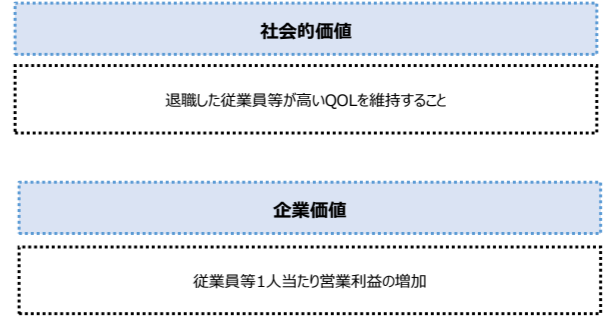 社会的価値
退職した従業員等が高いQOLを維持すること
企業価値
従業員等1人当たり営業利益の増加